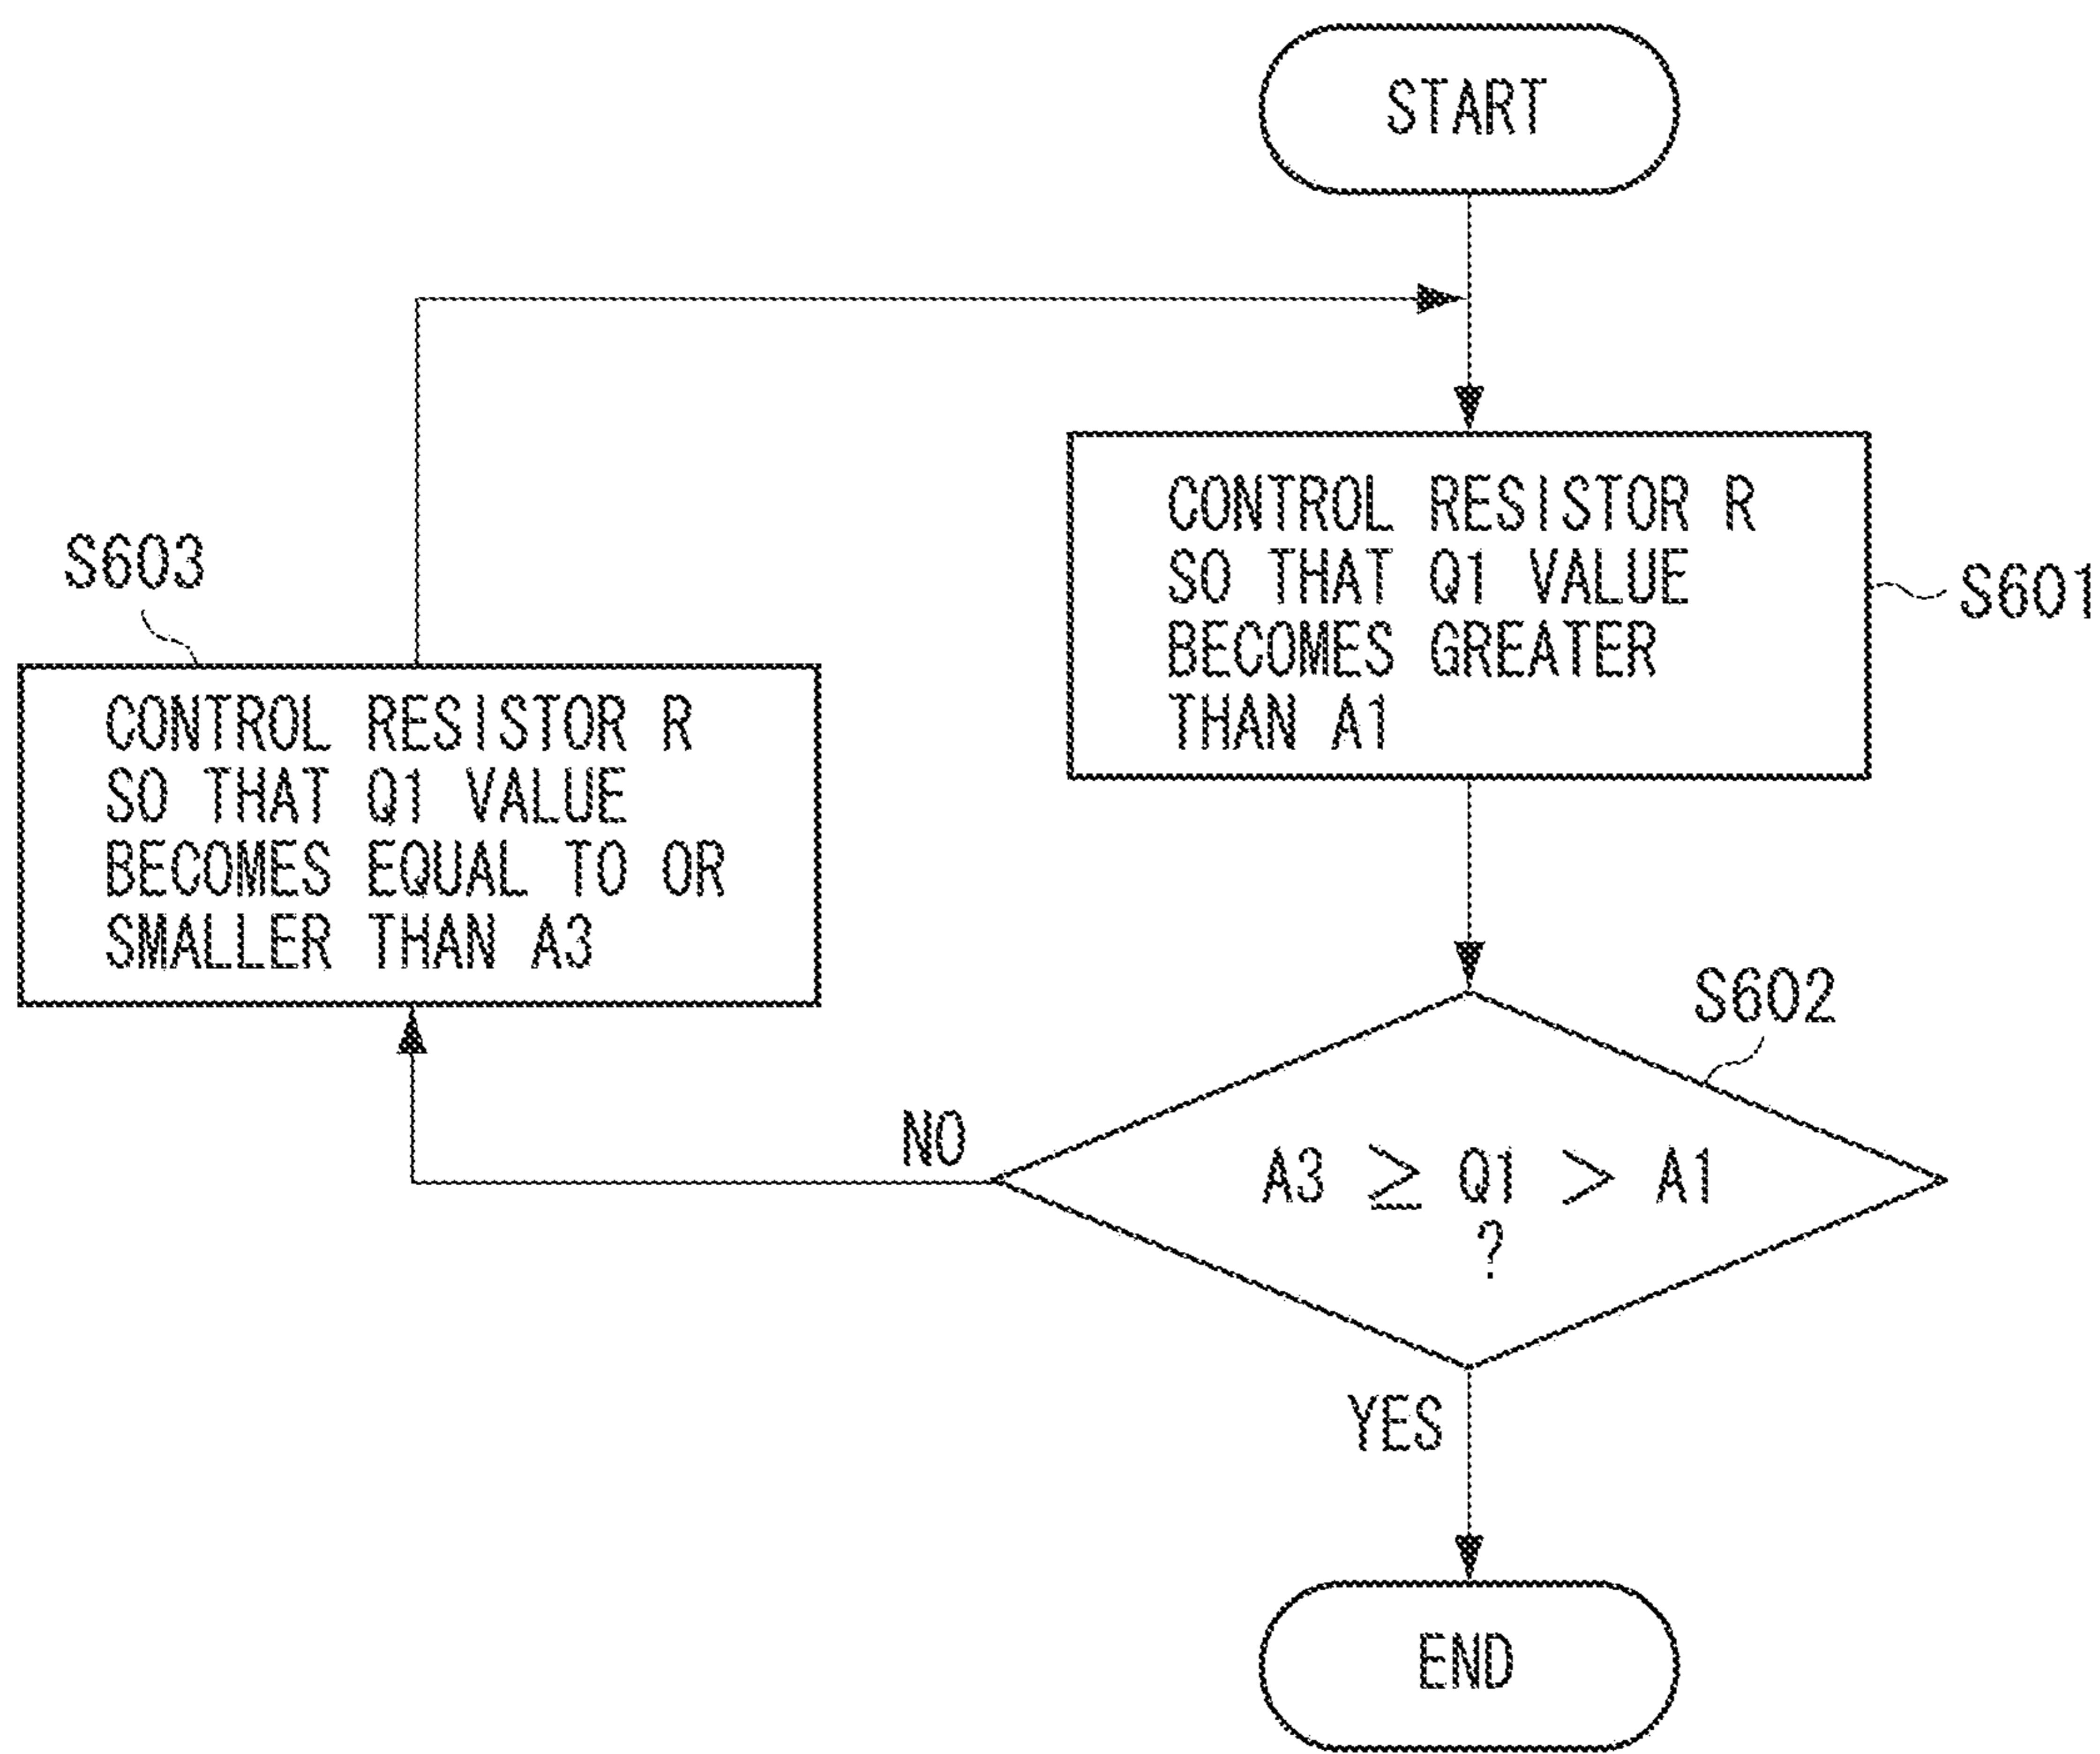 START
CONTROL RESISTOR R
SO THAT Q1 VALUE
BECOMES GREATER
THAN A1
S601
S603
CONTROL RESISTOR R
SO THAT Q1 VALUE
BECOMES EQUAL TO OR
SMALLER THAN A3
S602
A3 ≥ Q1 > A1
?
NO
YES
END